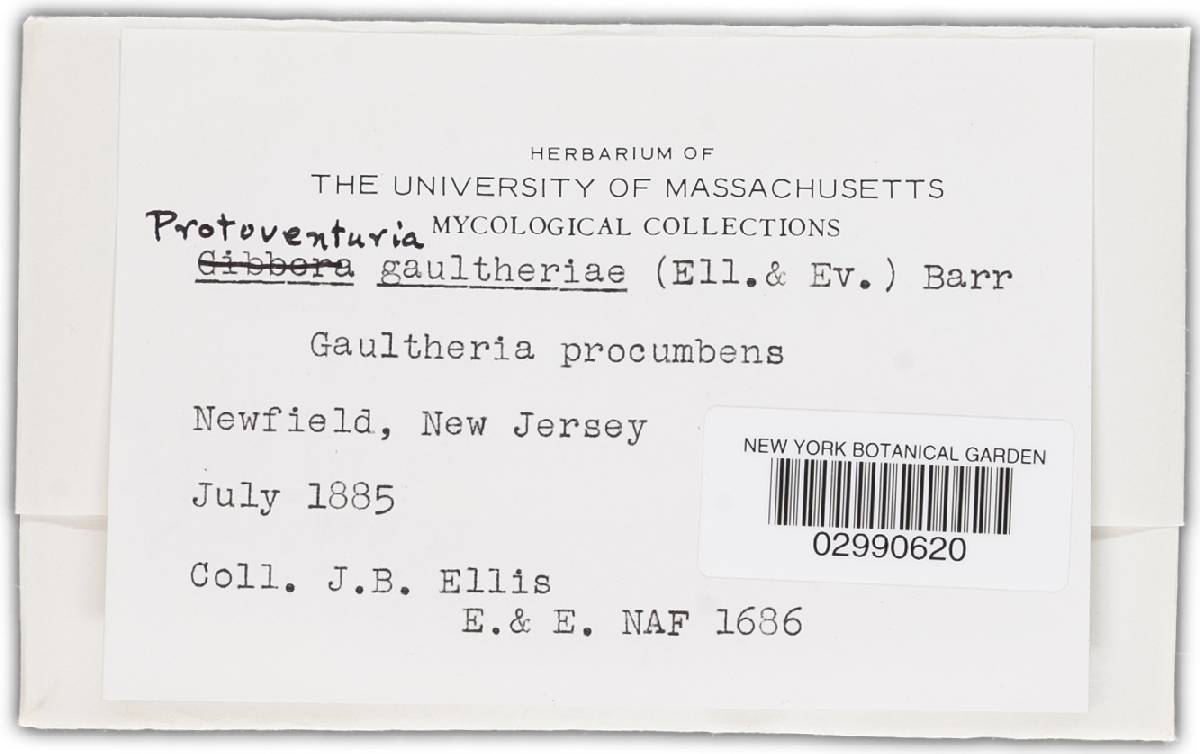 HERBARIUM OF
THE UNIVERSITY OF MASSACHUSETTS
MYCOLOGICAL COLLECTIONS
Protoventuria
Gibbera gaultheriae (Ell.& Ev.) Barr
Gaultheria procumbens
Newfield, New Jersey
July 1885
Coll. J.B. Ellis
E.& E. NAF 1686
NEW YORK BOTANICAL GARDEN
02990620